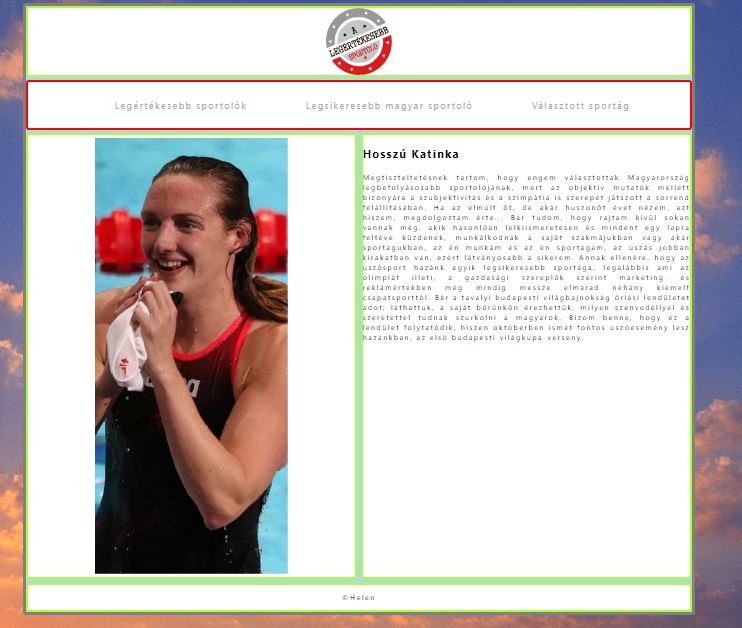 A
LEGÉRTÉKESEBB
SPORTOLÓ
Legértékesebb sportolók
Legsikeresebb magyar sportoló
Választott sportág
Hosszú Katinka
Megtiszteltetésnek tartom, hogy engem választottak Magyarország
legbefolyásosabb sportolójának, mert az objektív mutatók mellett
bizonyára a szubjektivitás és a szimpátia is szerepet játszott a sorrend
felállításában. Ha az elmúlt öt, de akár huszonöt évet nézem, azt
hiszem, megdolgoztam érte... Bár tudom, hogy rajtam kívül sokan
vannak még, akik hasonlóan lelkiismeretesen és mindent egy lapra
feltéve küzdenek, munkálkodnak a saját szakmájukban vagy akár
sportágukban, az én munkám és az én sportágam, az úszás jobban
kirakatban van, ezért látványosabb a sikerem. Annak ellenére, hogy az
úszósport hazánk egyik legsikeresebb sportága, legalábbis ami az
olimpiát illeti, a gazdasági szereplők szerint marketing és
reklámértékben még mindig messze elmarad néhány kiemelt
csapatsporttól. Bár a tavalyi budapesti világbajnokság óriási lendületet
adot; láthattuk, a saját bőrünkön érezhettük, milyen szenvedéllyel és
szeretettel tudnak szurkolni a magyarok. Bízom benne, hogy ez a
lendület folytatódik, hiszen októberben ismét fontos úszóesemény lesz
hazánkban, az első budapesti világkupa verseny.
©Helen